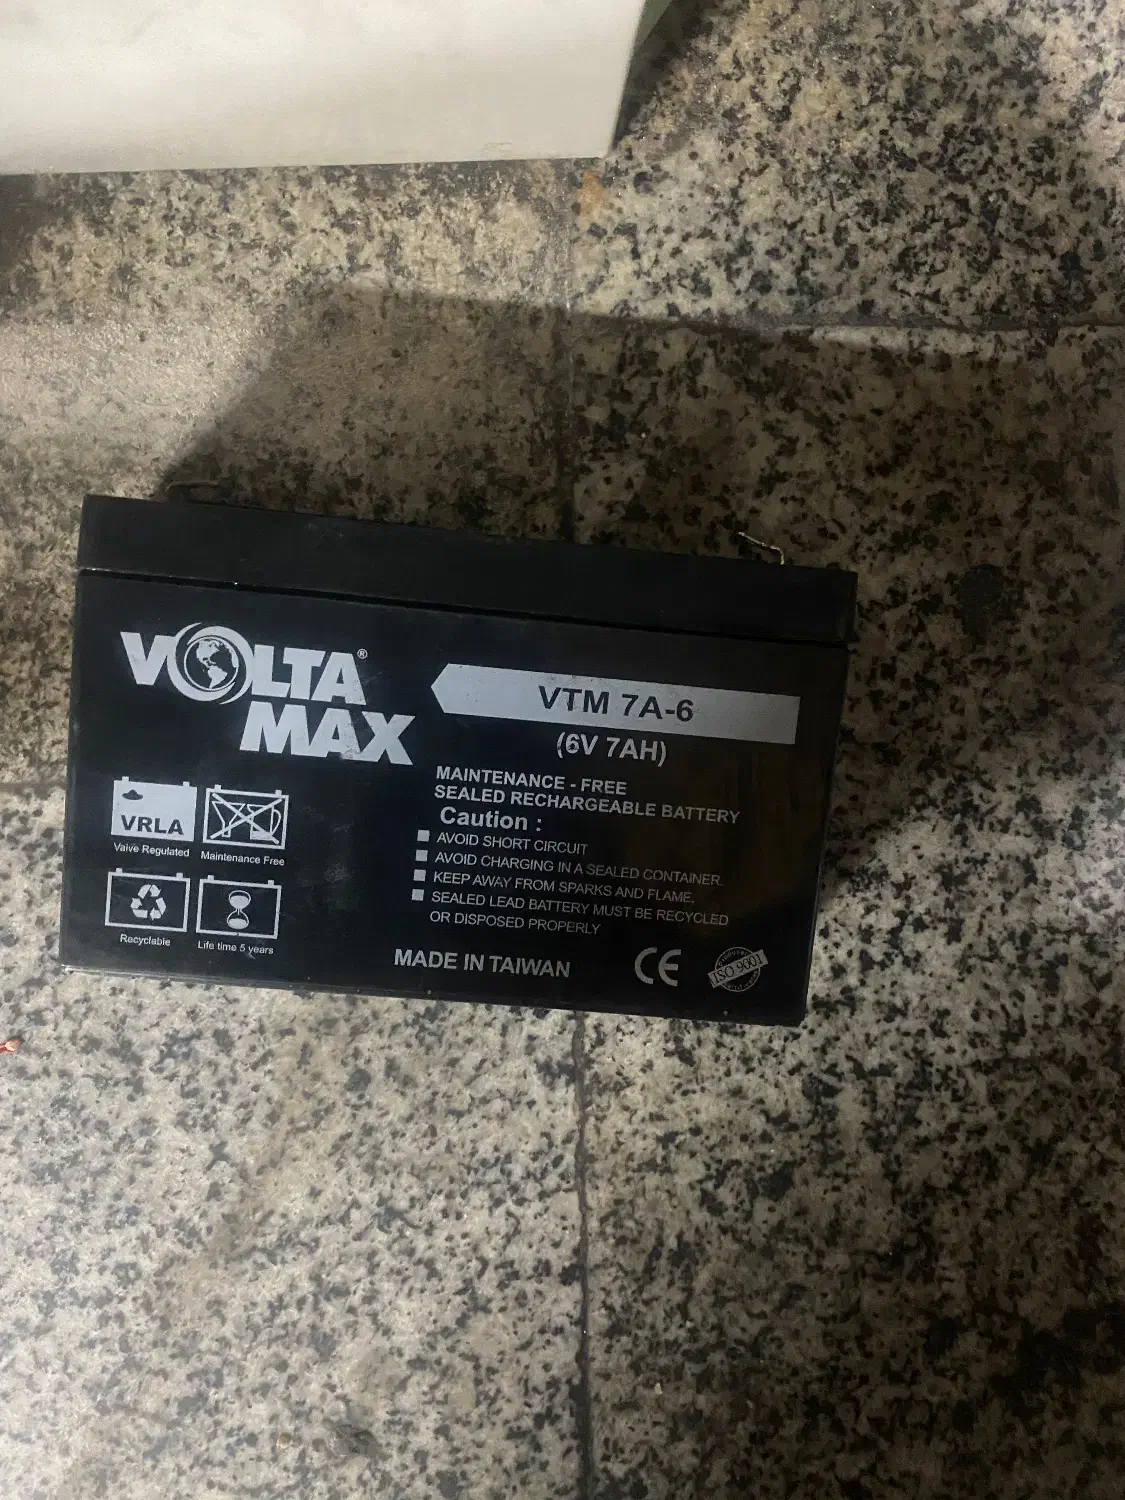 VOLTA®
MAX
VTM 7A-6
(6V 7AH)
MAINTENANCE - FREE
SEALED RECHARGEABLE BATTERY
Caution :
AVOID SHORT CIRCUIT
AVOID CHARGING IN A SEALED CONTAINER.
KEEP AWAY FROM SPARKS AND FLAME.
SEALED LEAD BATTERY MUST BE RECYCLED
OR DISPOSED PROPERLY
VRLA
Vaive Regulated
Maintenance Free
Recyclable
Life time 5 years
MADE IN TAIWAN
CE
ISO 9001